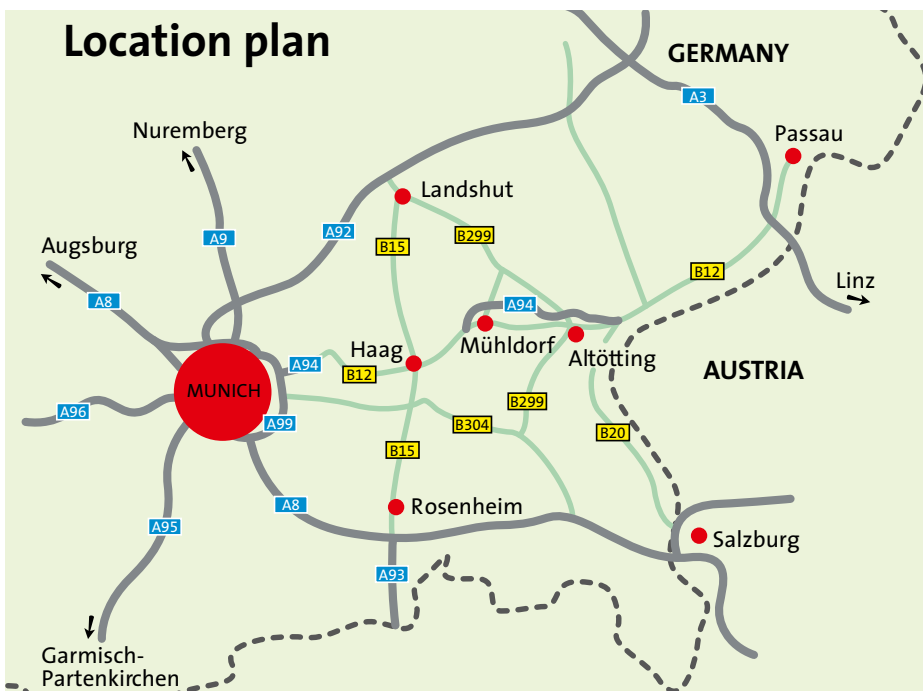 Location plan
GERMANY
A3
Nuremberg
Passau
Landshut
A92
B299
A9
B15
Augsburg
B12
Linz
A8
A94
Mühldorf
Haag
Altötting
A94
AUSTRIA
B12
MUNICH
B299
A96
A99
B304
B20
B15
A8
Rosenheim
A95
Salzburg
A93
Garmisch-
Partenkirchen